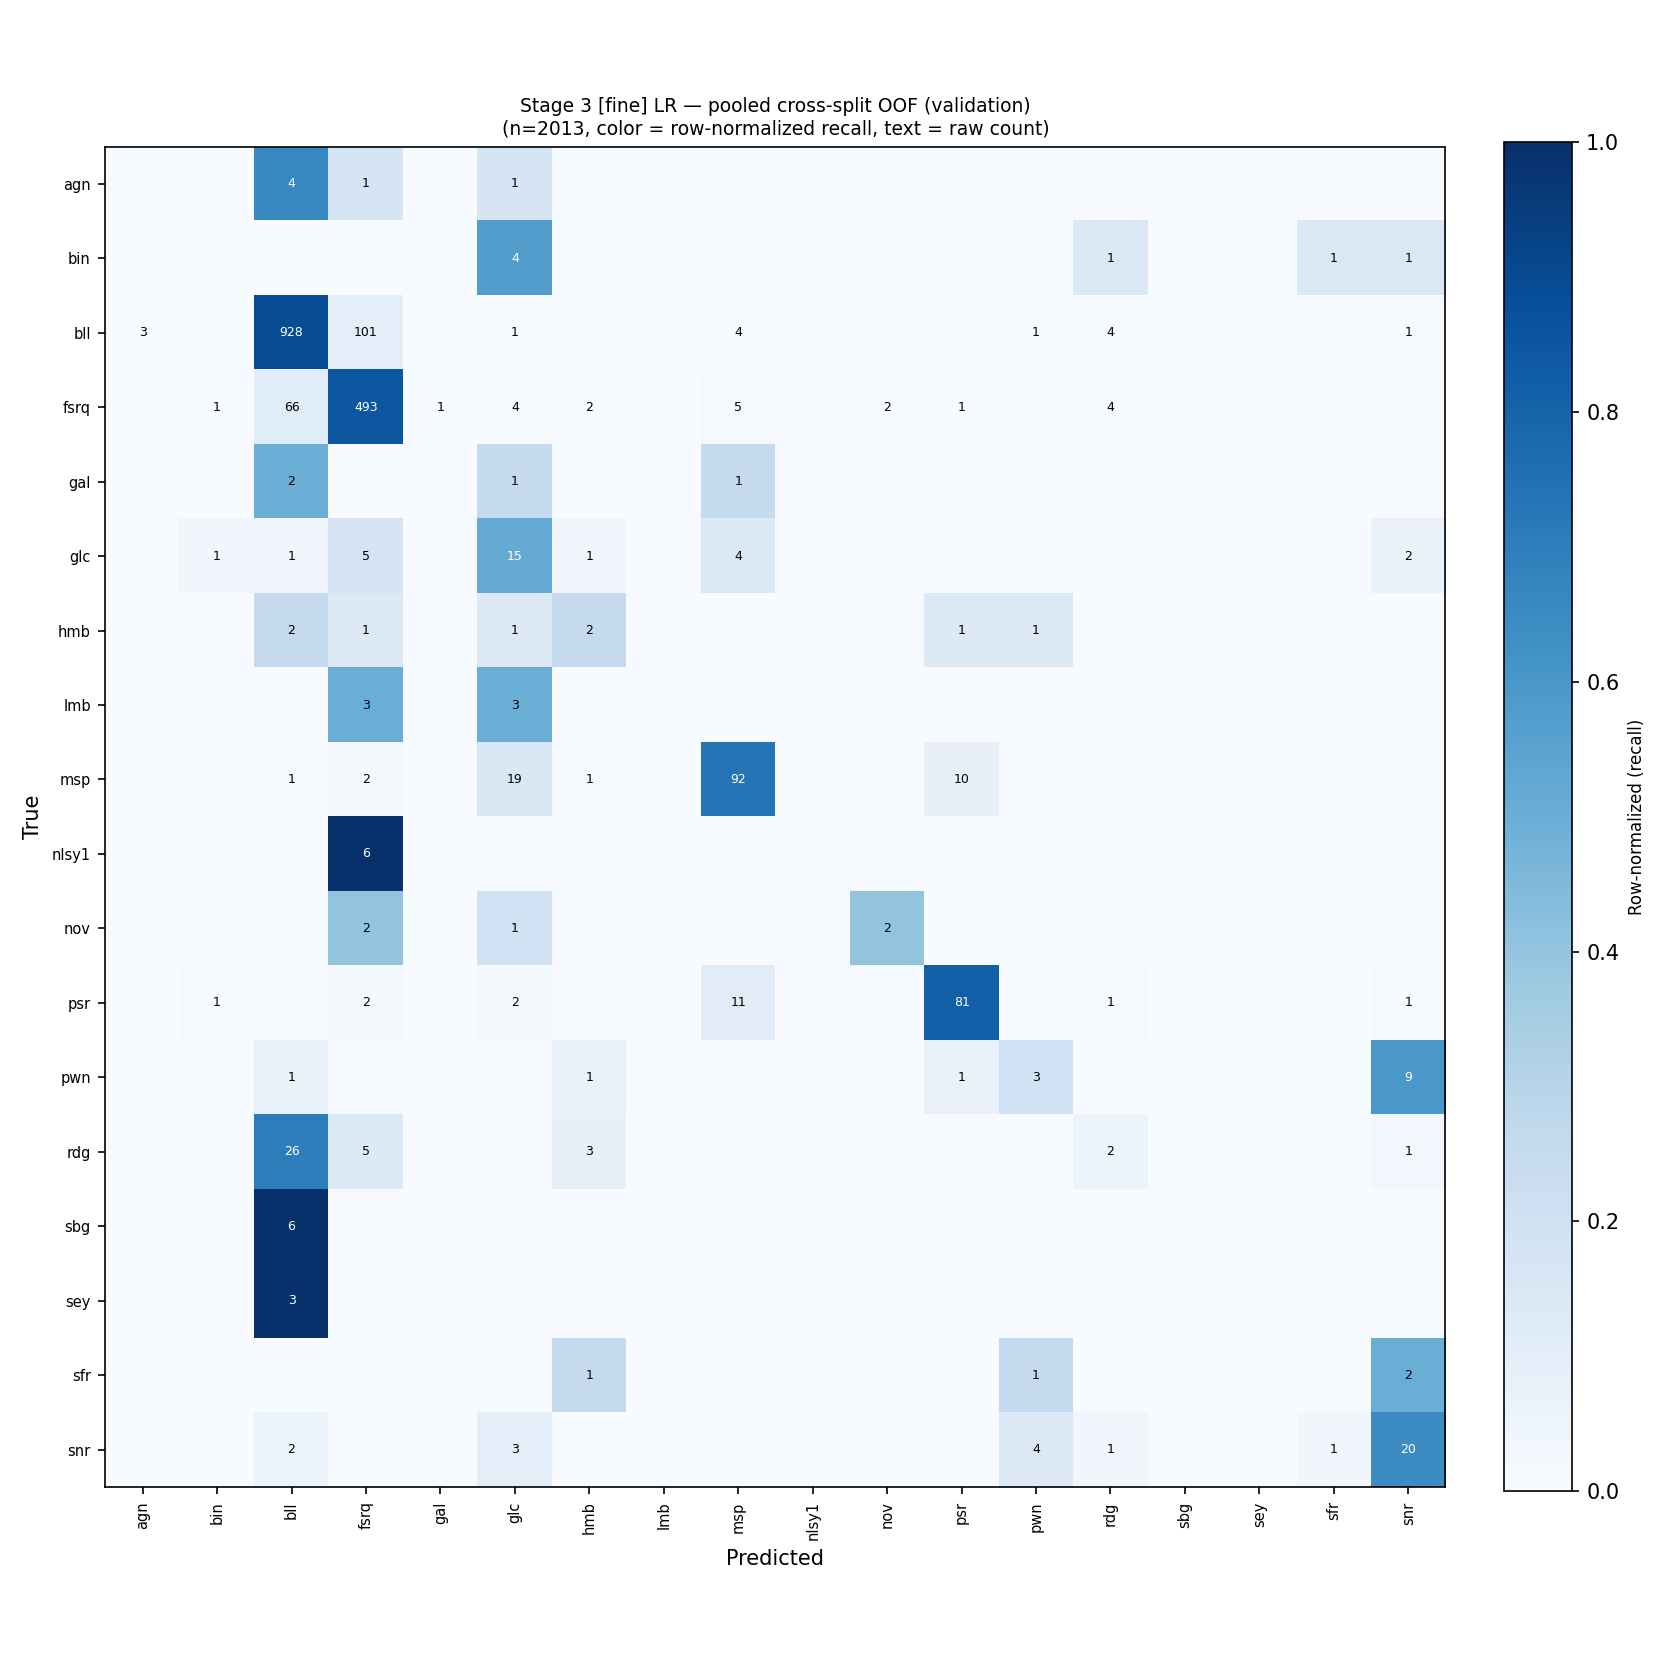 Stage 3 [fine] LR — pooled cross-split OOF (validation)
(n=2013, color = row-normalized recall, text = raw count)
True
agn 4 1 1
bin 4 1 1 1
bll 3 928 101 1 4 1 4 1
fsrq 1 66 493 1 4 2 5 2 1 4
gal 2 1 1
glc 1 1 5 15 1 4 2
hmb 2 1 1 2 1 1
lmb 3 3
msp 1 2 19 1 92 10
nlsy1 6
nov 2 1 2
psr 1 2 2 11 81 1 1
pwn 1 1 1 3 9
rdg 26 5 3 2 1
sbg 6
sey 3
sfr 1 1 2
snr 2 3 4 1 1 20
agn bin bll fsrq gal glc hmb lmb msp nlsy1 nov psr pwn rdg sbg sey sfr snr
Predicted
1.0
0.8
0.6
0.4
0.2
0.0
Row-normalized (recall)